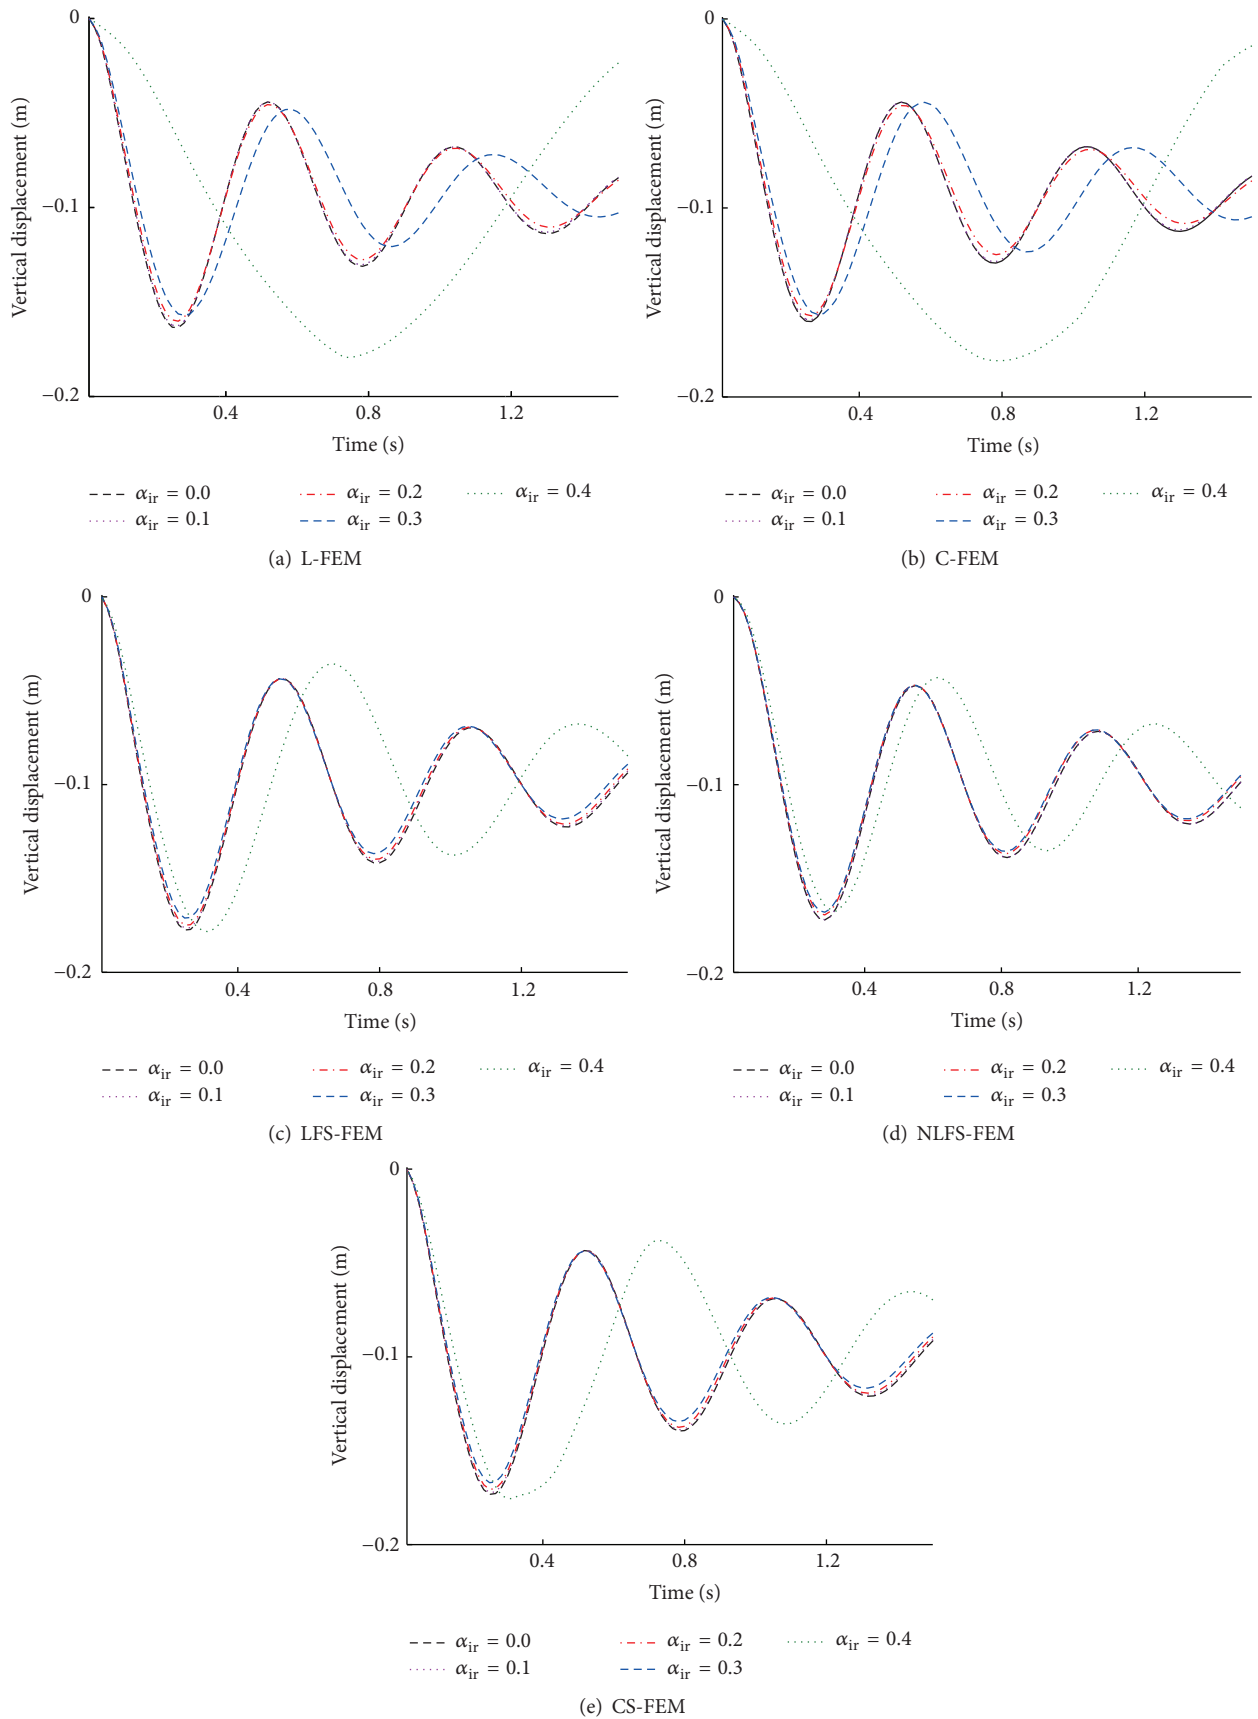 0
−0.1
−0.2
Vertical displacement (m)
0.4 0.8 1.2
Time (s)
α_ir = 0.0 α_ir = 0.2 α_ir = 0.4
α_ir = 0.1 α_ir = 0.3
(a) L-FEM
0
−0.1
−0.2
Vertical displacement (m)
0.4 0.8 1.2
Time (s)
α_ir = 0.0 α_ir = 0.2 α_ir = 0.4
α_ir = 0.1 α_ir = 0.3
(b) C-FEM
0
−0.1
−0.2
Vertical displacement (m)
0.4 0.8 1.2
Time (s)
α_ir = 0.0 α_ir = 0.2 α_ir = 0.4
α_ir = 0.1 α_ir = 0.3
(c) LFS-FEM
0
−0.1
−0.2
Vertical displacement (m)
0.4 0.8 1.2
Time (s)
α_ir = 0.0 α_ir = 0.2 α_ir = 0.4
α_ir = 0.1 α_ir = 0.3
(d) NLFS-FEM
0
−0.1
−0.2
Vertical displacement (m)
0.4 0.8 1.2
Time (s)
α_ir = 0.0 α_ir = 0.2 α_ir = 0.4
α_ir = 0.1 α_ir = 0.3
(e) CS-FEM